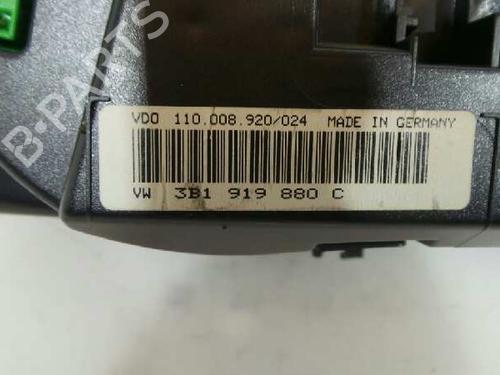 B-PARTS
VDO 110.008.920/024 MADE IN GERMANY
VW 3B1 919 880 C